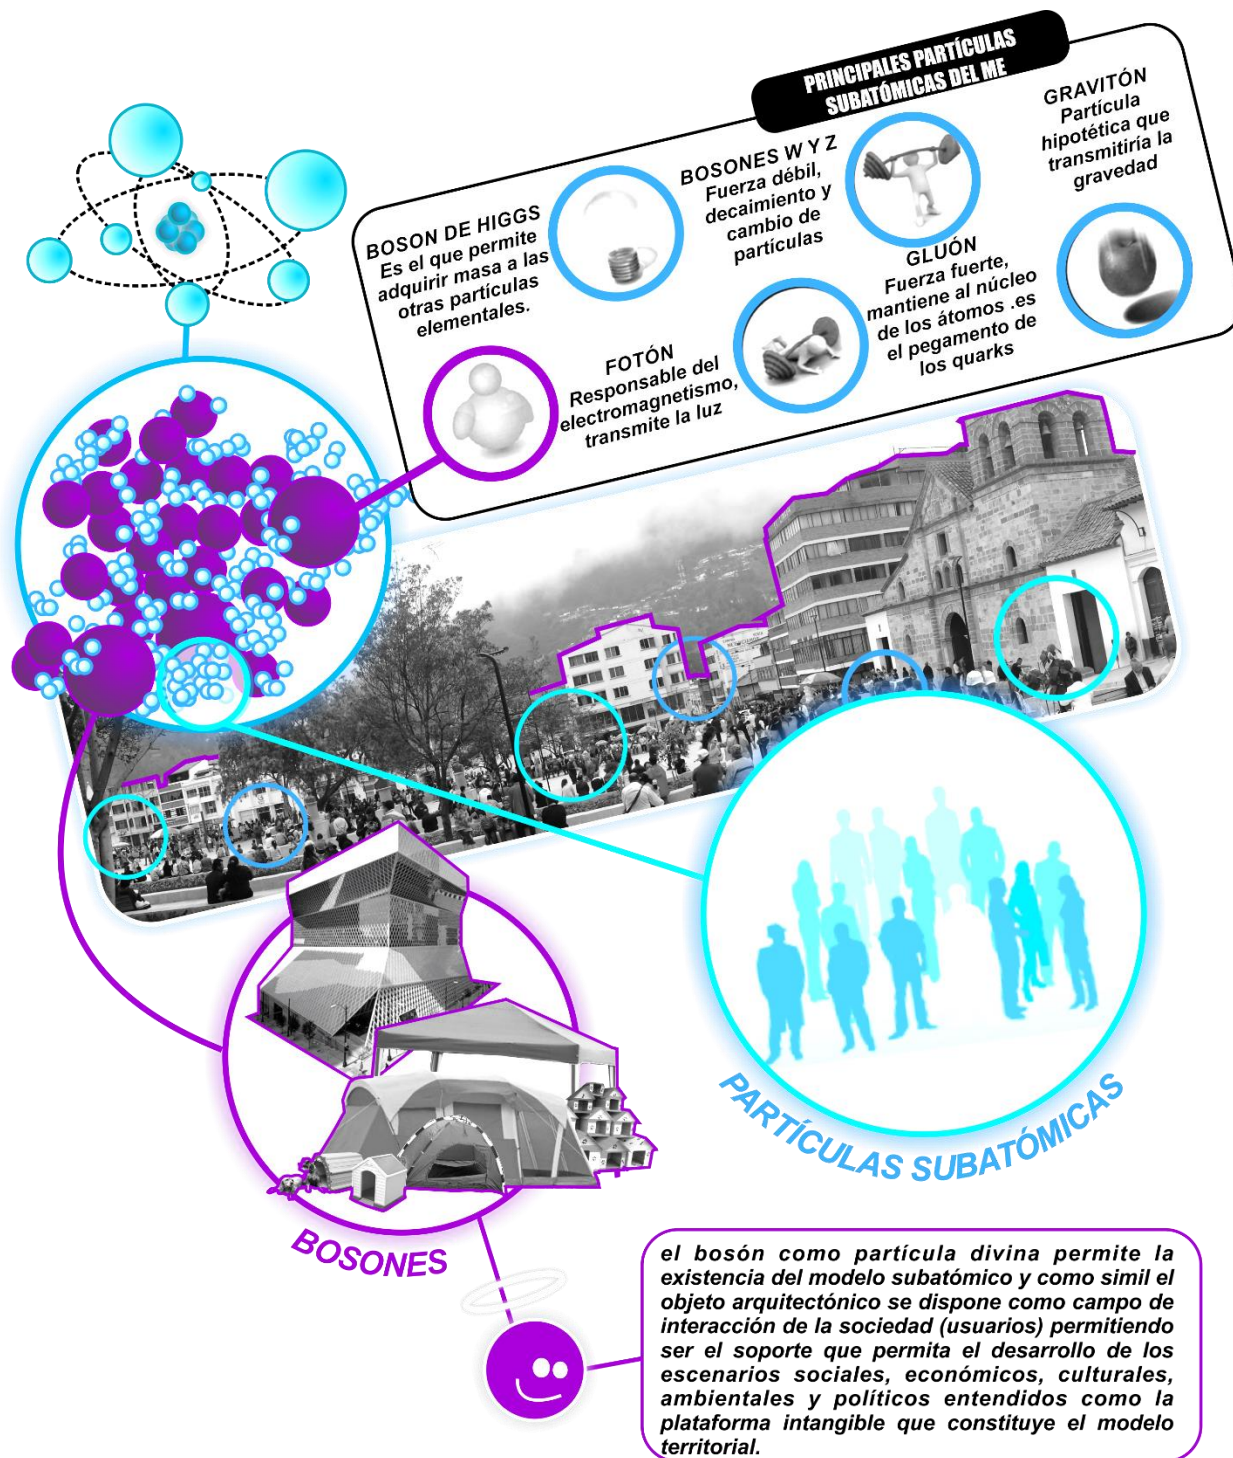 PRINCIPALES PARTÍCULAS
SUBATÓMICAS DEL ME
BOSON DE HIGGS
Es el que permite
adquirir masa a las
otras partículas
elementales.
FOTÓN
Responsable del
electromagnetismo,
transmite la luz
BOSONES W Y Z
Fuerza débil,
decaimiento y
cambio de
partículas
GLUÓN
Fuerza fuerte,
mantiene al núcleo
de los átomos .es
el pegamento de
los quarks
GRAVITÓN
Partícula
hipotética que
transmitiría la
gravedad
PARTÍCULAS SUBATÓMICAS
BOSONES
el bosón como partícula divina permite la
existencia del modelo subatómico y como simil el
objeto arquitectónico se dispone como campo de
interacción de la sociedad (usuarios) permitiendo
ser el soporte que permita el desarrollo de los
escenarios sociales, económicos, culturales,
ambientales y políticos entendidos como la
plataforma intangible que constituye el modelo
territorial.